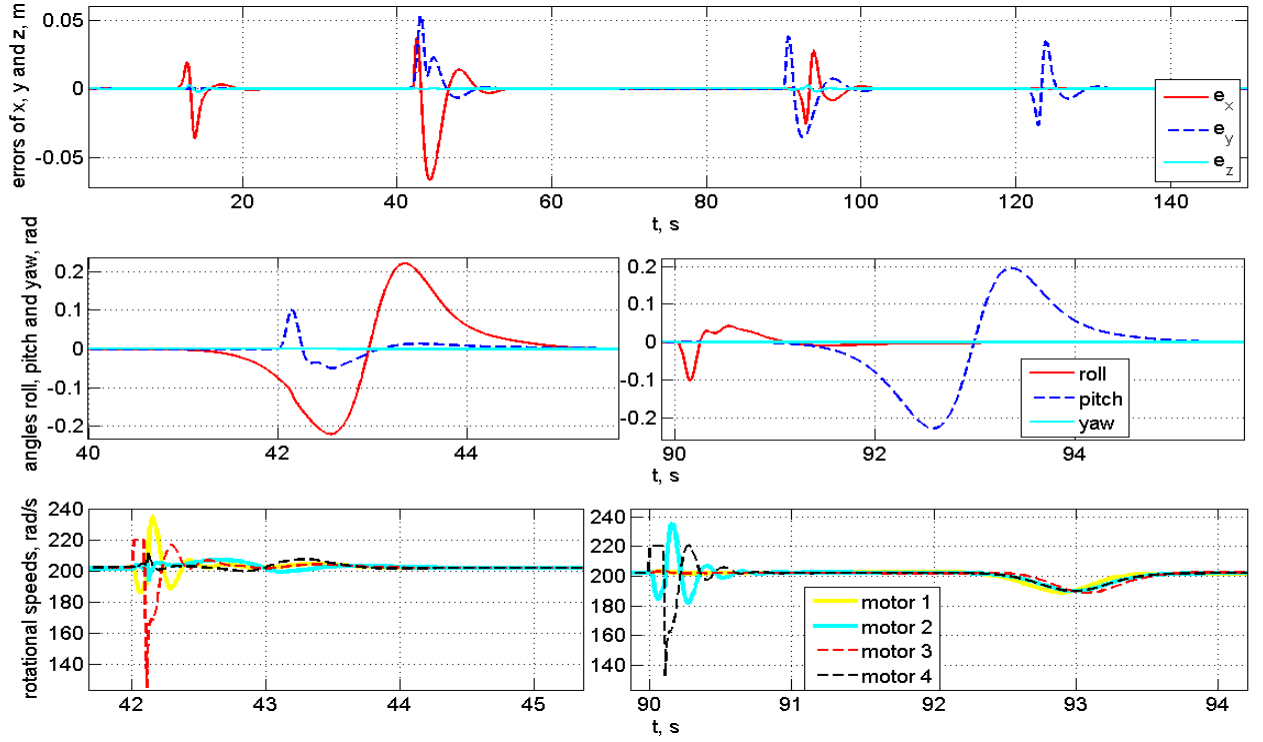 errors of x, y and z, m
0.05
0
-0.05
20
40
60
80
100
120
140
t, s
e_x
e_y
e_z
angles roll, pitch and yaw, rad
0.2
0.1
0
-0.1
-0.2
40
42
44
t, s
0.2
0.1
0
-0.1
-0.2
90
92
94
t, s
roll
pitch
yaw
rotational speeds, rad/s
240
220
200
180
160
140
42
43
44
45
240
220
200
180
160
140
90
91
92
93
94
t, s
motor 1
motor 2
motor 3
motor 4